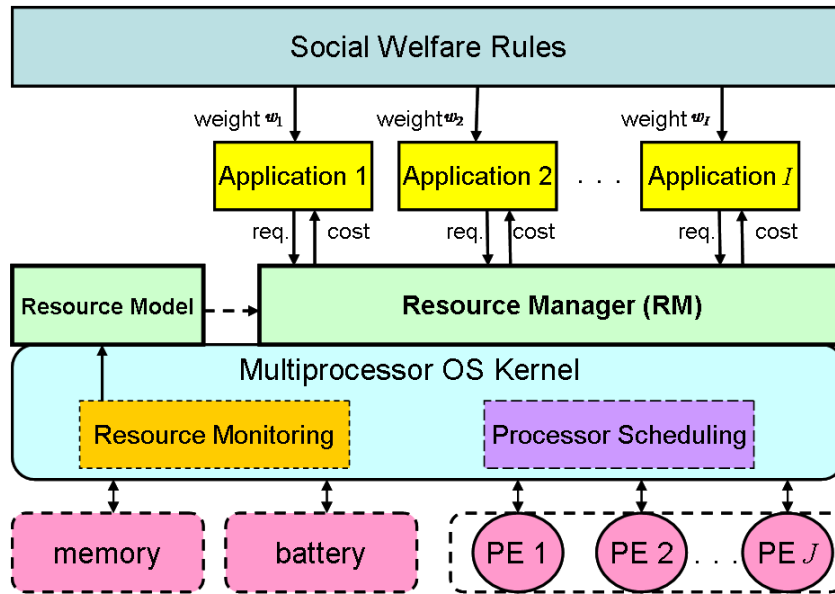 Social Welfare Rules
weight w₁ weight w₂ weight w_I
Application 1 Application 2 . . . Application I
req. cost req. cost req. cost
Resource Model Resource Manager (RM)
Multiprocessor OS Kernel
Resource Monitoring Processor Scheduling
memory battery PE 1 PE 2 . . . PE J